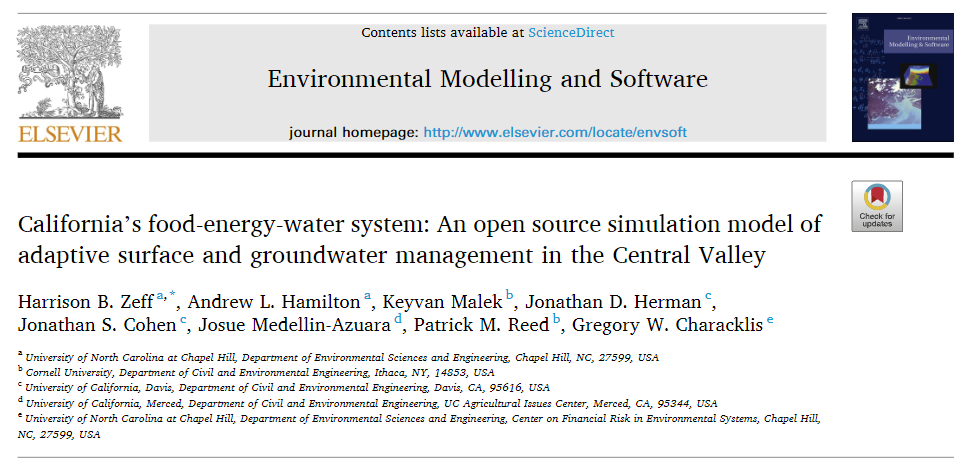 Contents lists available at ScienceDirect
Environmental Modelling and Software
journal homepage: http://www.elsevier.com/locate/envsoft
ELSEVIER
Environmental
Modelling & Software
Check for
updates
California's food-energy-water system: An open source simulation model of
adaptive surface and groundwater management in the Central Valley
Harrison B. Zeff a,*, Andrew L. Hamilton a, Keyvan Malek b, Jonathan D. Herman c,
Jonathan S. Cohen c, Josue Medellin-Azuara d, Patrick M. Reed b, Gregory W. Characklis e
a University of North Carolina at Chapel Hill, Department of Environmental Sciences and Engineering, Chapel Hill, NC, 27599, USA
b Cornell University, Department of Civil and Environmental Engineering, Ithaca, NY, 14853, USA
c University of California, Davis, Department of Civil and Environmental Engineering, Davis, CA, 95616, USA
d University of California, Merced, Department of Civil and Environmental Engineering, UC Agricultural Issues Center, Merced, CA, 95344, USA
e University of North Carolina at Chapel Hill, Department of Environmental Sciences and Engineering, Center on Financial Risk in Environmental Systems, Chapel Hill,
NC, 27599, USA